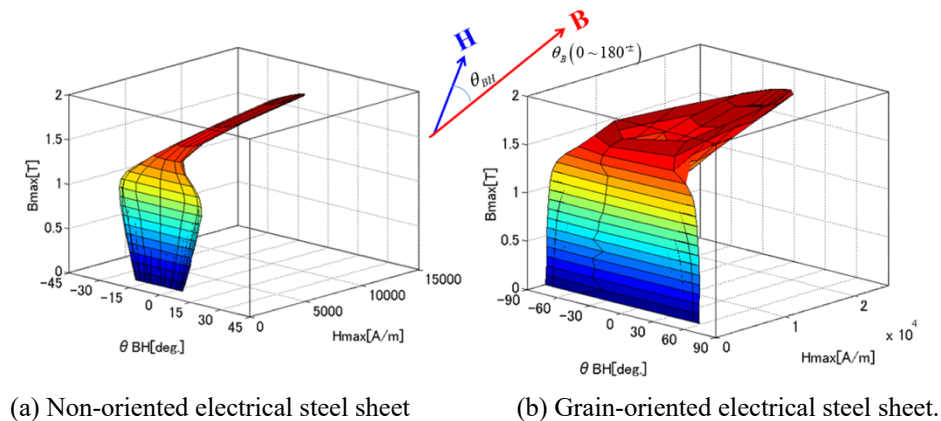 H
B
θ_BH
θ_B(0~180°±)
2
1.5
1
0.5
0
Bmax[T]
-45
-30
-15
0
15
30
45
θ BH[deg.]
0
5000
10000
15000
Hmax[A/m]
2
1.5
1
0.5
0
Bmax[T]
-90
-60
-30
0
30
60
90
θ BH[deg.]
0
1
2
x 10^4
Hmax[A/m]
(a) Non-oriented electrical steel sheet
(b) Grain-oriented electrical steel sheet.